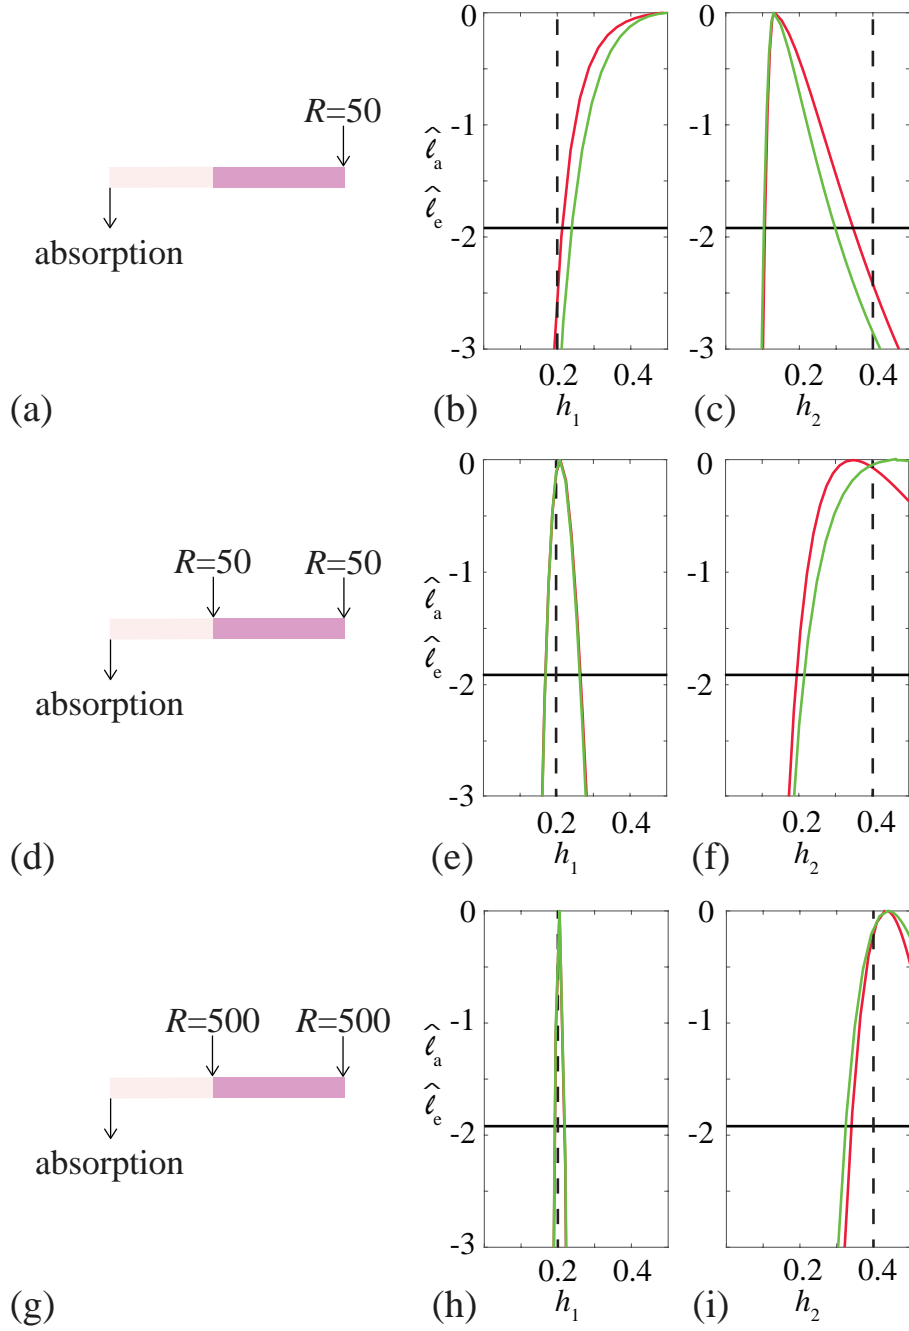 R=50
absorption
(a)
0
-1
ℓ̂a
ℓ̂e
-2
-3
0.2 0.4
h1
(b)
0.2 0.4
h2
(c)
R=50 R=50
absorption
(d)
0
-1
ℓ̂a
ℓ̂e
-2
-3
0.2 0.4
h1
(e)
0
-1
-2
-3
0.2 0.4
h2
(f)
R=500 R=500
absorption
(g)
0
-1
ℓ̂a
ℓ̂e
-2
-3
0.2 0.4
h1
(h)
0
-1
-2
-3
0.2 0.4
h2
(i)